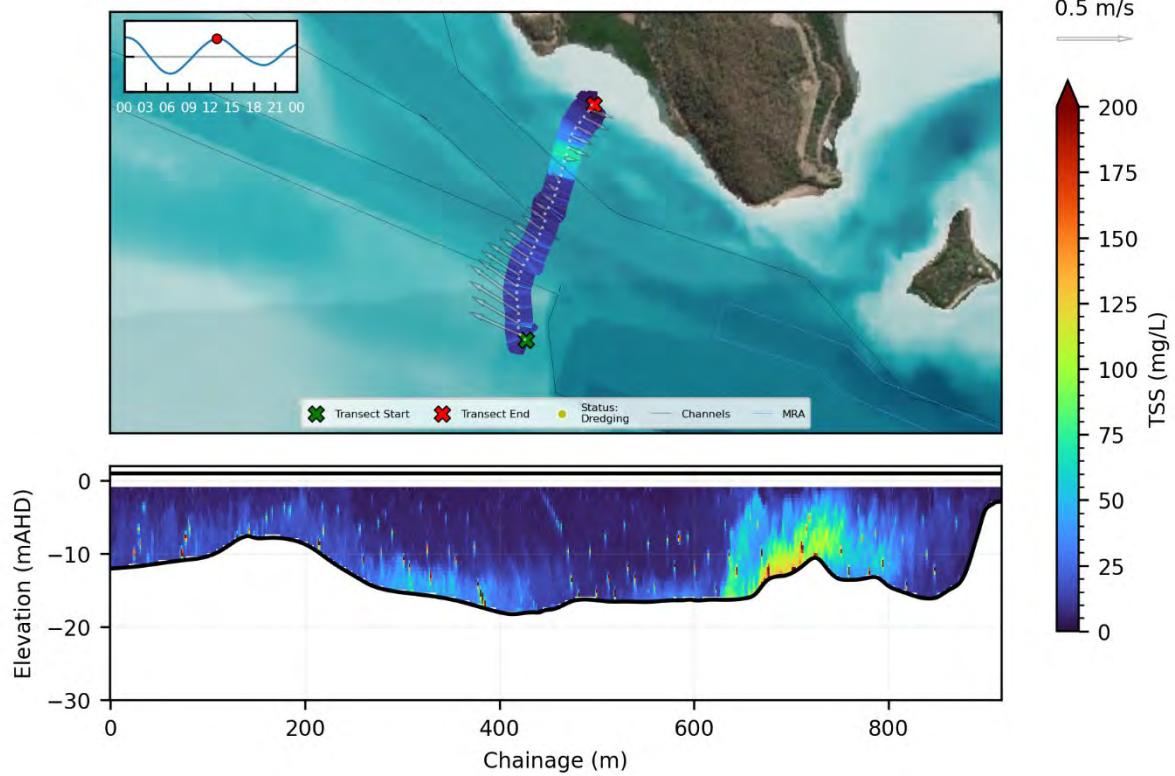 0.5 m/s
00 03 06 09 12 15 18 21 00
Transect Start
Transect End
Status:
Dredging
Channels
MRA
200
175
150
125
100
75
50
25
0
TSS (mg/L)
0
−10
−20
−30
Elevation (mAHD)
0
200
400
600
800
Chainage (m)